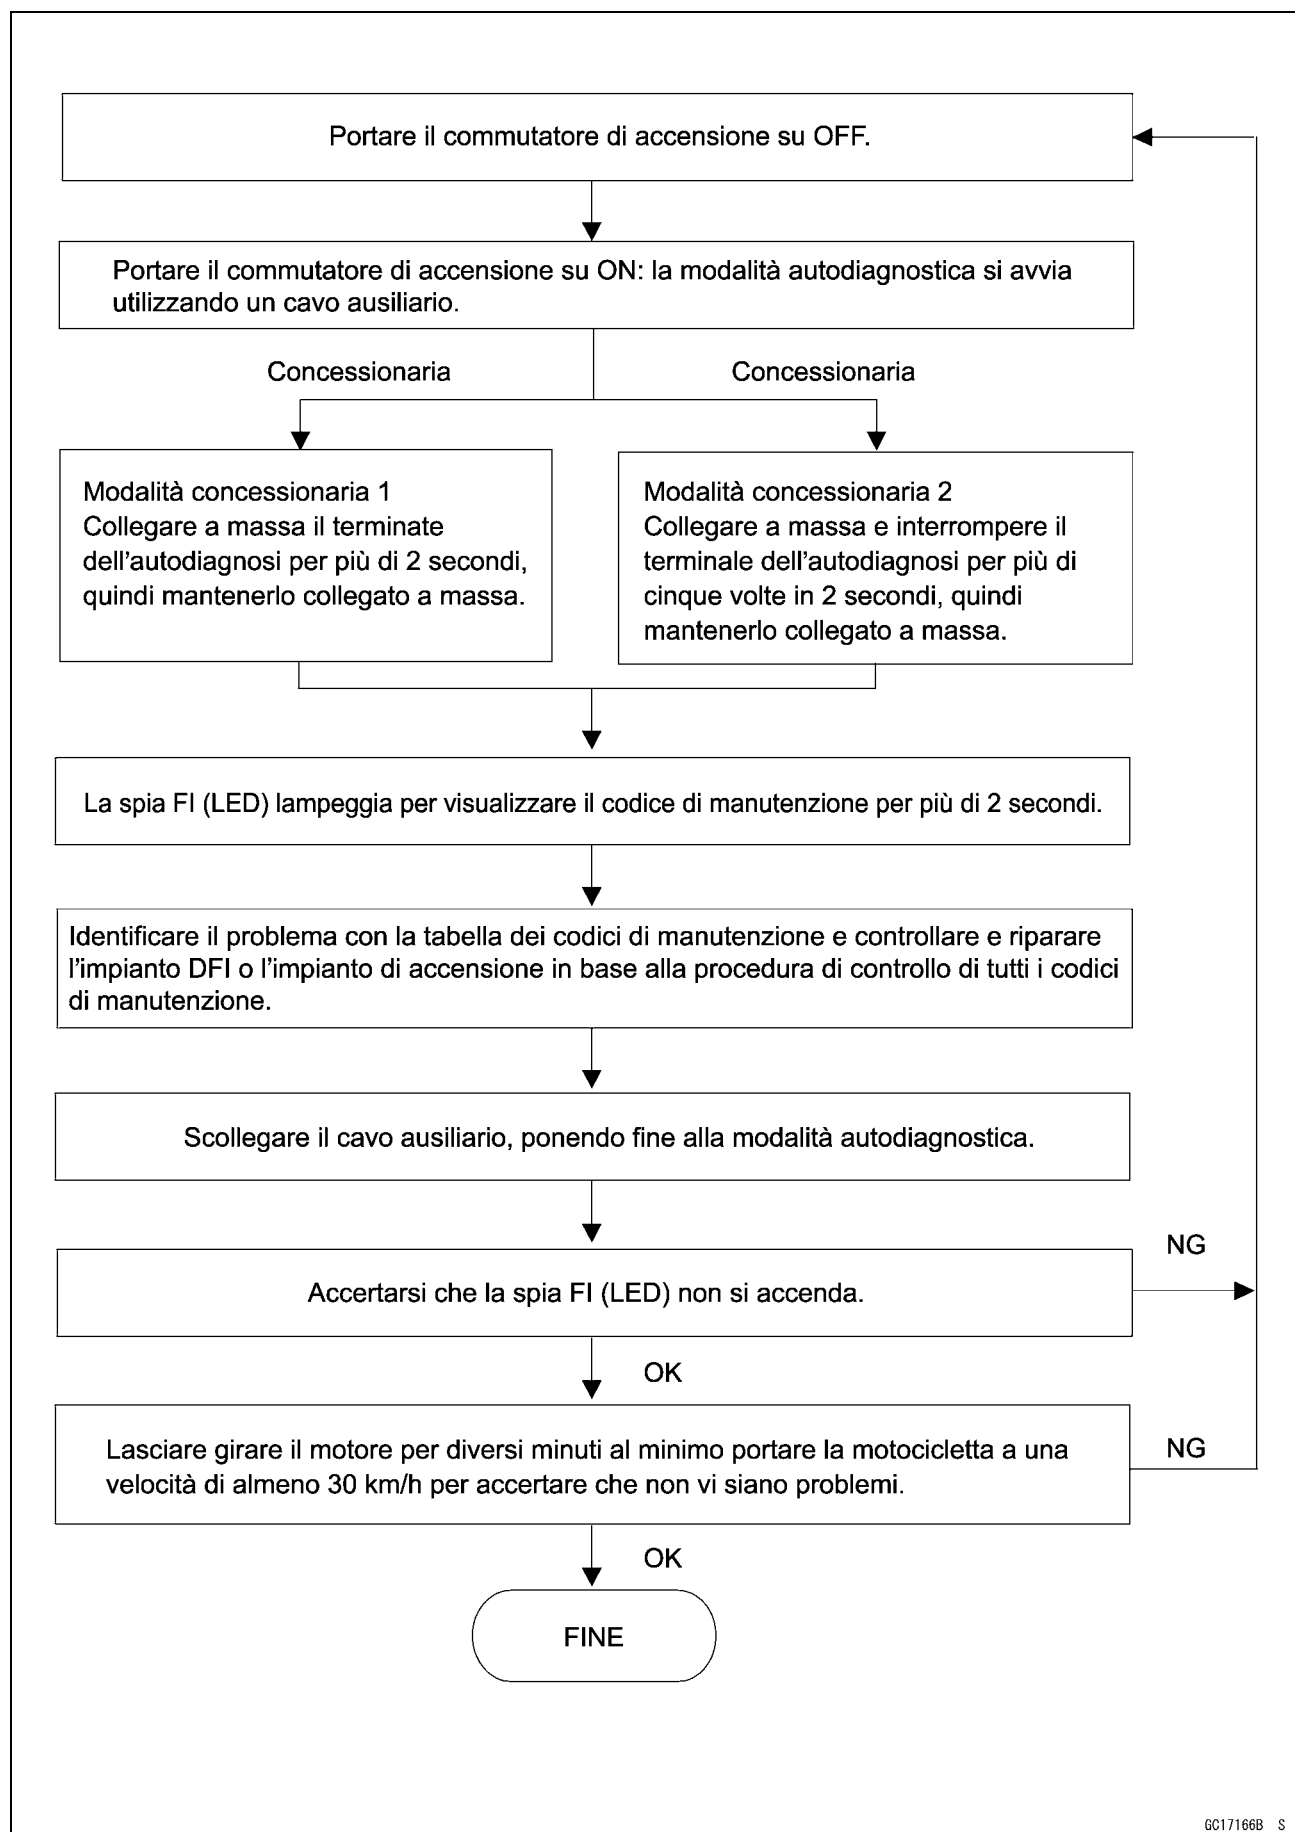 Portare il commutatore di accensione su OFF.
Portare il commutatore di accensione su ON: la modalità autodiagnostica si avvia
utilizzando un cavo ausiliario.
Concessionaria
Concessionaria
Modalità concessionaria 1
Collegare a massa il terminate
dell'autodiagnosi per più di 2 secondi,
quindi mantenerlo collegato a massa.
Modalità concessionaria 2
Collegare a massa e interrompere il
terminale dell'autodiagnosi per più di
cinque volte in 2 secondi, quindi
mantenerlo collegato a massa.
La spia FI (LED) lampeggia per visualizzare il codice di manutenzione per più di 2 secondi.
Identificare il problema con la tabella dei codici di manutenzione e controllare e riparare
l'impianto DFI o l'impianto di accensione in base alla procedura di controllo di tutti i codici
di manutenzione.
Scollegare il cavo ausiliario, ponendo fine alla modalità autodiagnostica.
NG
Accertarsi che la spia FI (LED) non si accenda.
OK
Lasciare girare il motore per diversi minuti al minimo portare la motocicletta a una
velocità di almeno 30 km/h per accertare che non vi siano problemi.
NG
OK
FINE
GC17166B S